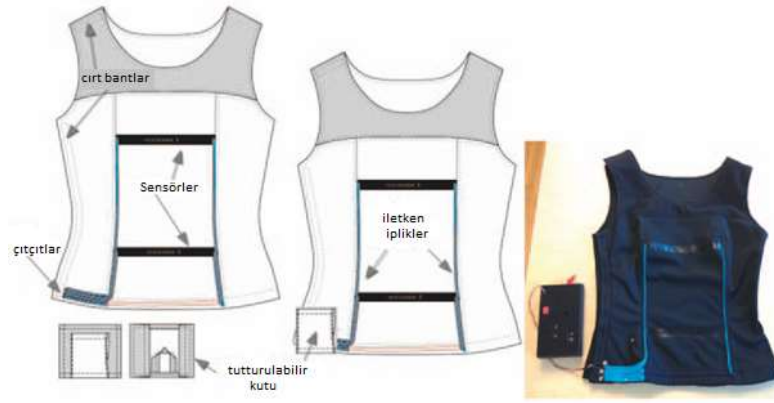 cırt bantlar
Sensörler
çıtçıtlar
iletken
iplikler
tutturulabilir
kutu